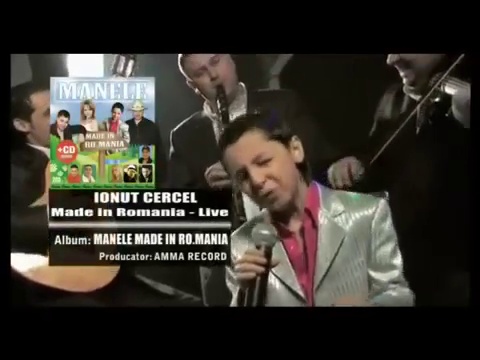 MANELE
MADE IN
RO.MANIA
+CD
IONUT CERCEL
Made in Romania - Live
Album: MANELE MADE IN RO.MANIA
Producator: AMMA RECORD